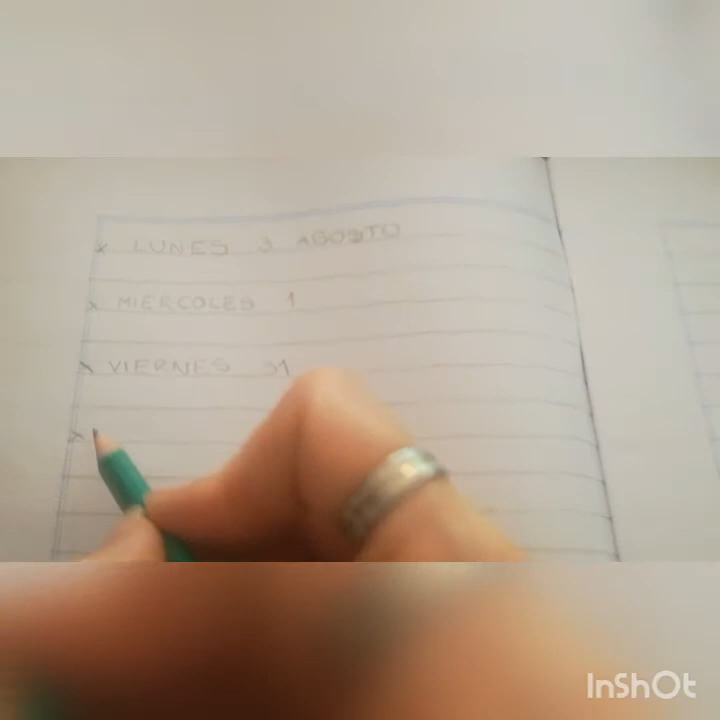 x LUNES 3 AGOSTO
x MIERCOLES 1
x VIERNES 31
x
InShOt